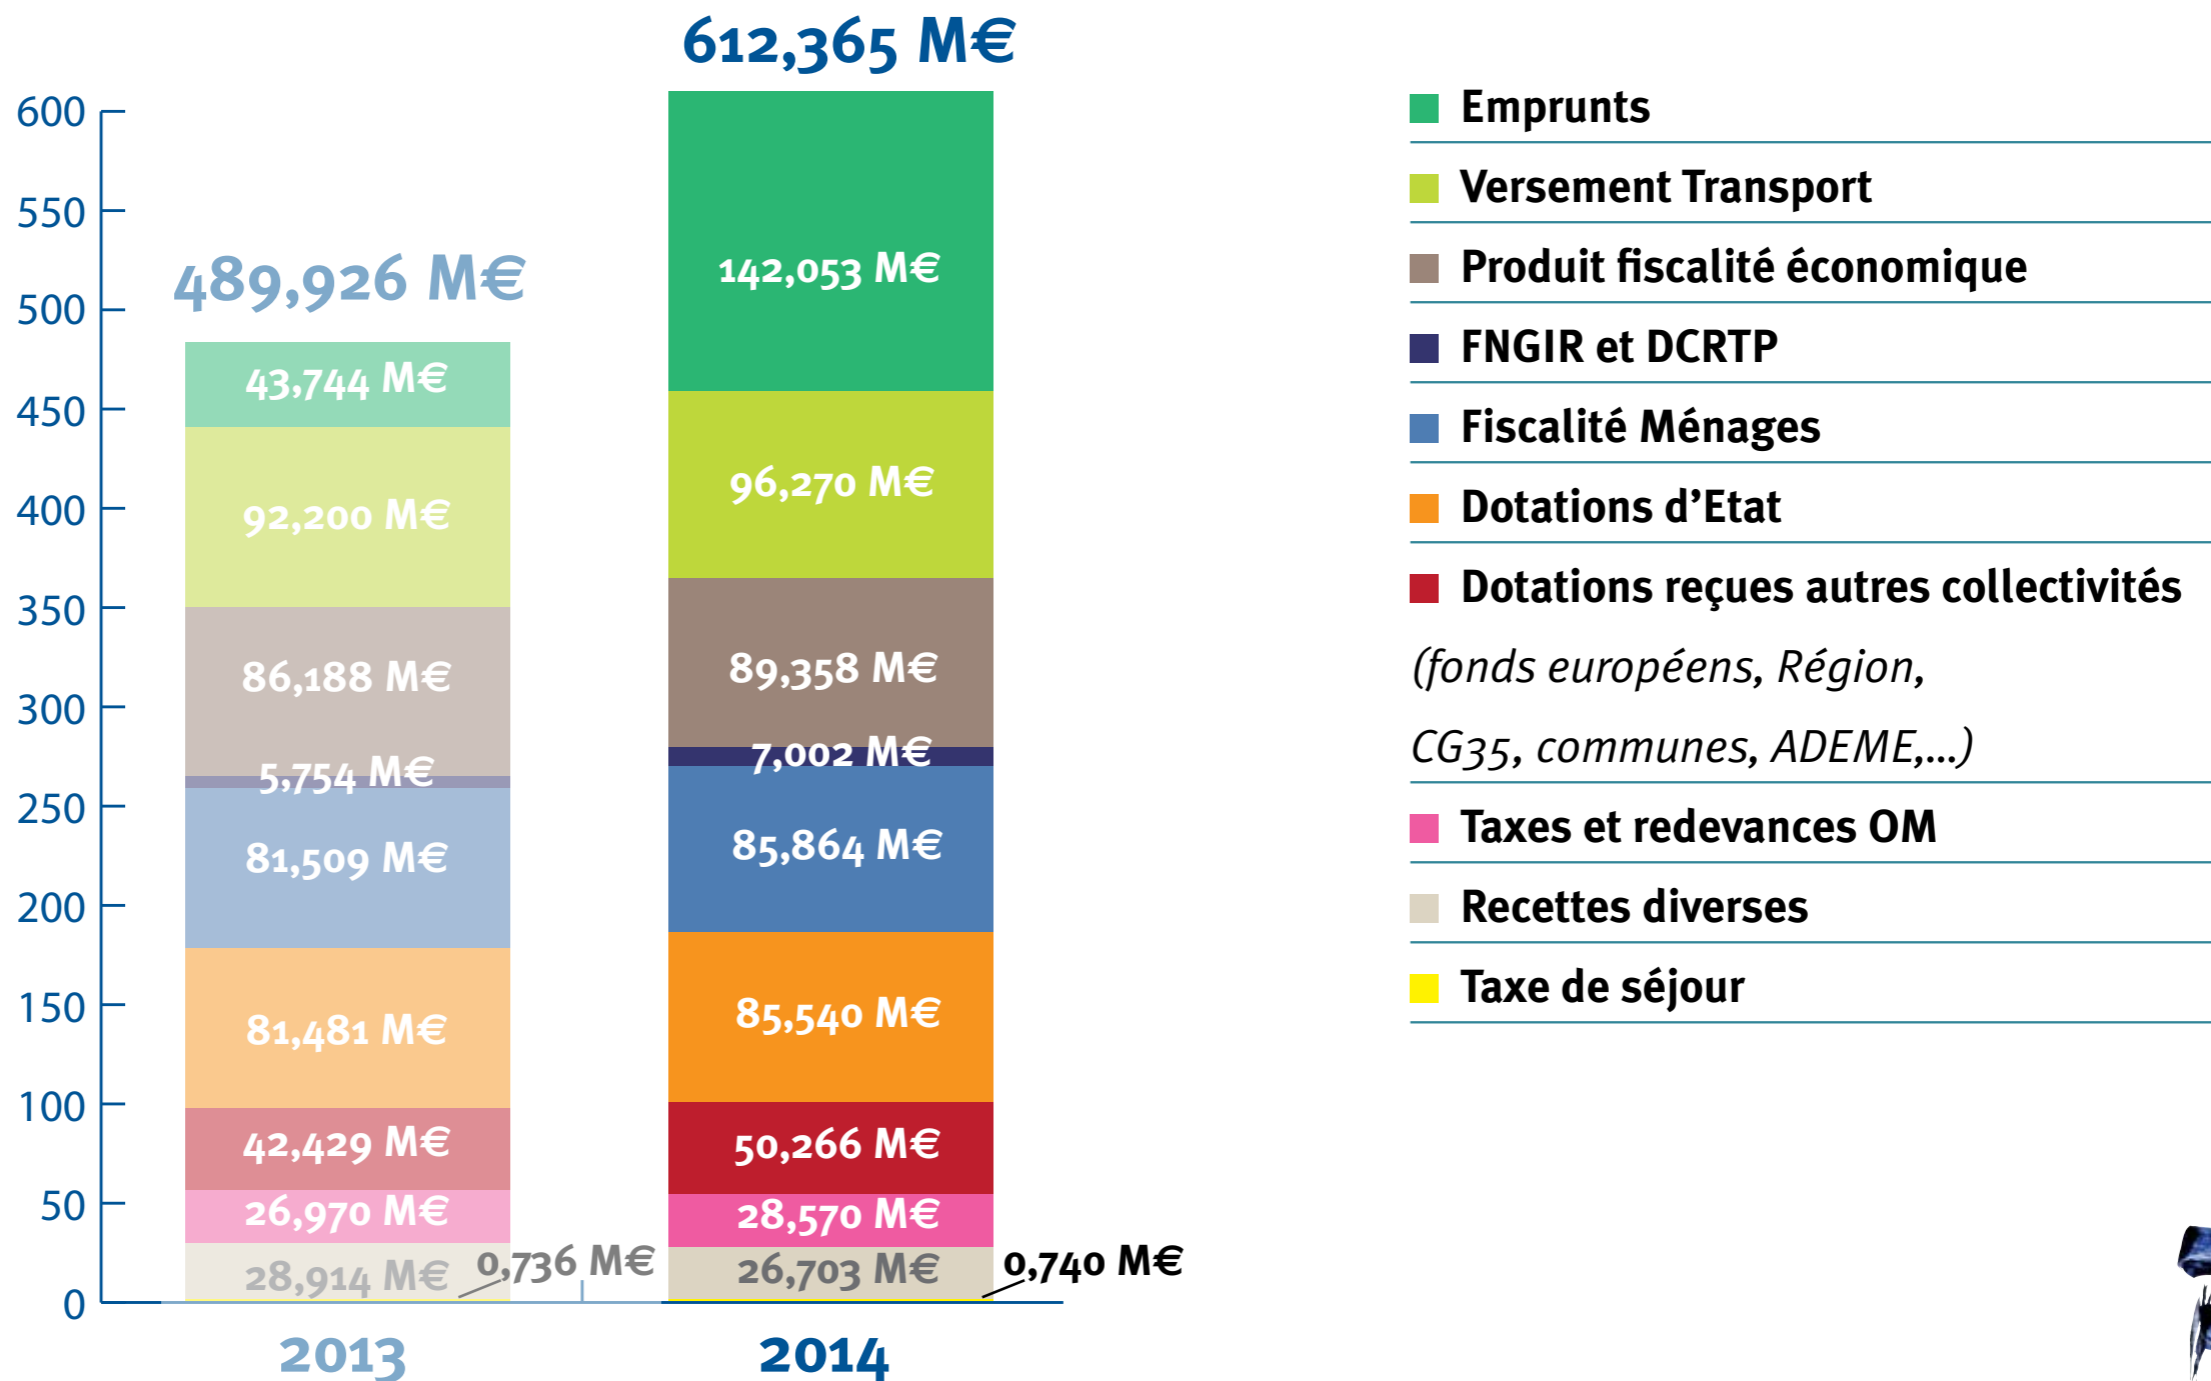 612,365 M€
600
550
500
450
400
350
300
250
200
150
100
50
0
489,926 M€
43,744 M€
92,200 M€
86,188 M€
5,754 M€
81,509 M€
81,481 M€
42,429 M€
26,970 M€
28,914 M€
0,736 M€
2013
142,053 M€
96,270 M€
89,358 M€
7,002 M€
85,864 M€
85,540 M€
50,266 M€
28,570 M€
26,703 M€
0,740 M€
2014
Emprunts
Versement Transport
Produit fiscalité économique
FNGIR et DCRTP
Fiscalité Ménages
Dotations d’Etat
Dotations reçues autres collectivités
(fonds européens, Région,
CG35, communes, ADEME,...)
Taxes et redevances OM
Recettes diverses
Taxe de séjour